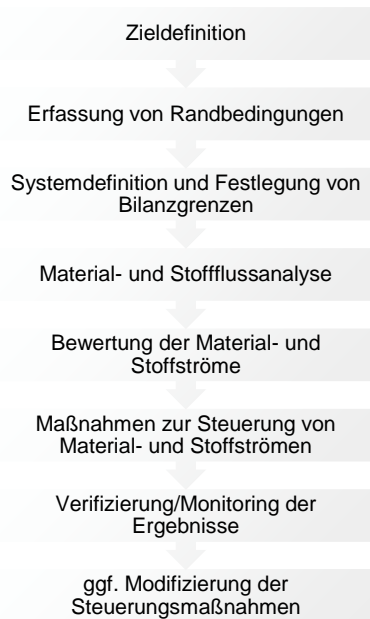 Zieldefinition
Erfassung von Randbedingungen
Systemdefinition und Festlegung von
Bilanzgrenzen
Material- und Stoffflussanalyse
Bewertung der Material- und
Stoffströme
Maßnahmen zur Steuerung von
Material- und Stoffströmen
Verifizierung/Monitoring der
Ergebnisse
ggf. Modifizierung der
Steuerungsmaßnahmen